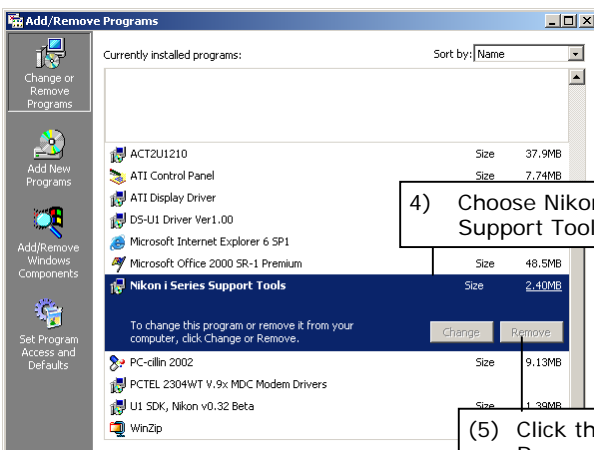 Add/Remove Programs
Change or
Remove
Programs
Add New
Programs
Add/Remove
Windows
Components
Set Program
Access and
Defaults
Currently installed programs:
Sort by: Name
ACT2U1210 Size 37.9MB
ATI Control Panel Size 7.74MB
ATI Display Driver
DS-U1 Driver Ver1.00
Microsoft Internet Explorer 6 SP1
Microsoft Office 2000 SR-1 Premium Size 48.5MB
Nikon i Series Support Tools Size 2.40MB
To change this program or remove it from your
computer, click Change or Remove.
Change Remove
PC-cillin 2002 Size 9.13MB
PCTEL 2304WT V.9x MDC Modem Drivers
U1 SDK, Nikon v0.32 Beta Size 1.39MB
WinZip
4) Choose Nikon
Support Tool
(5) Click th